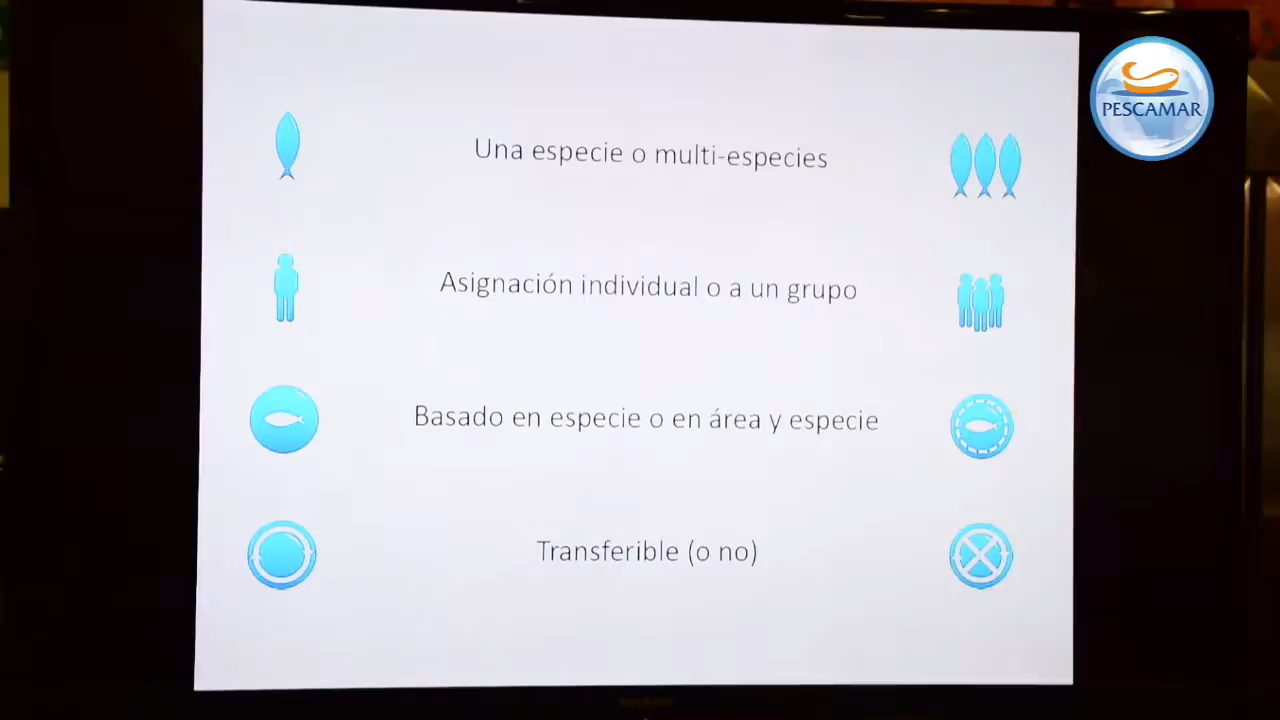 PESCAMAR
Una especie o multi-especies
Asignación individual o a un grupo
Basado en especie o en área y especie
Transferible (o no)